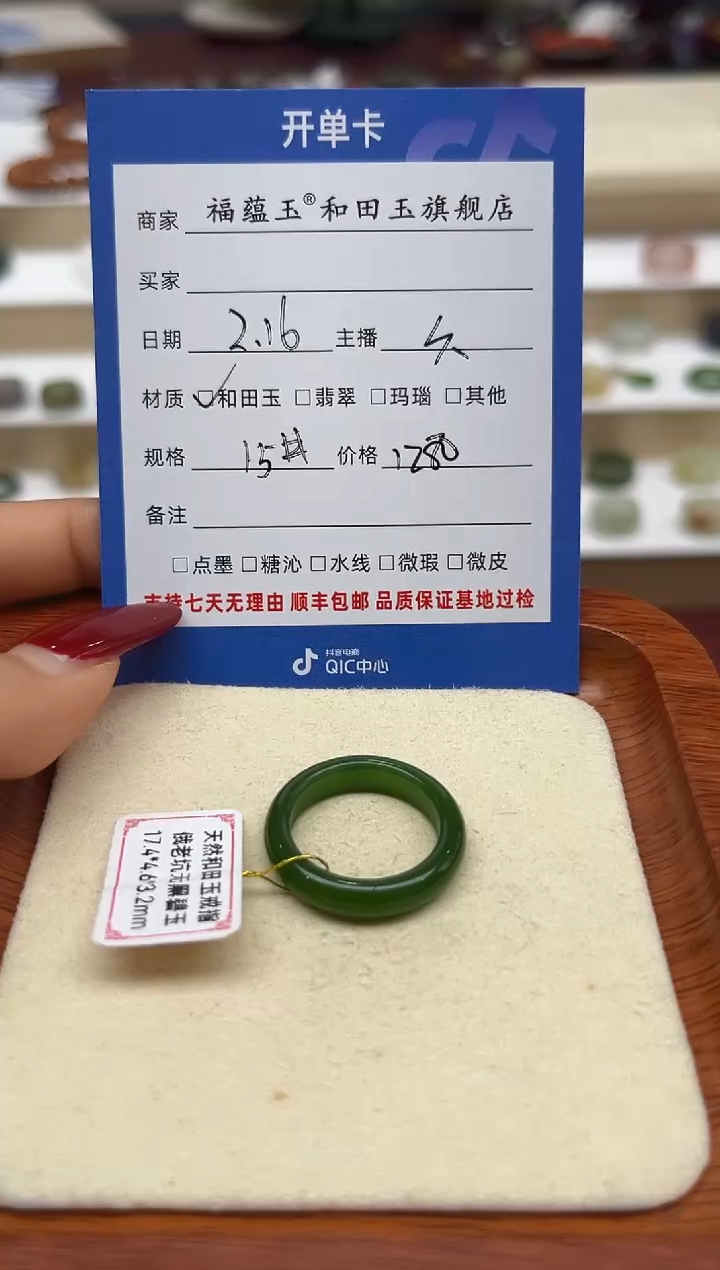 开单卡
商家 福蕴玉®和田玉旗舰店
买家
日期 2.16 主播
材质 ☑和田玉 □翡翠 □玛瑙 □其他
规格 15# 价格 1280
备注
□点墨 □糖沁 □水线 □微瑕 □微皮
支持七天无理由 顺丰包邮 品质保证基地过检
抖音电商
QIC中心
天然和田玉戒指
俄老坑无黑碧玉
17.4*4.6*3.2mm